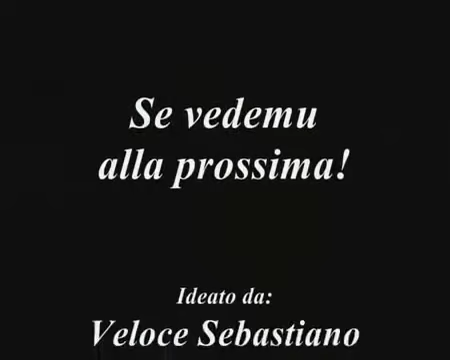 Se vedemu
alla prossima!
Ideato da:
Veloce Sebastiano